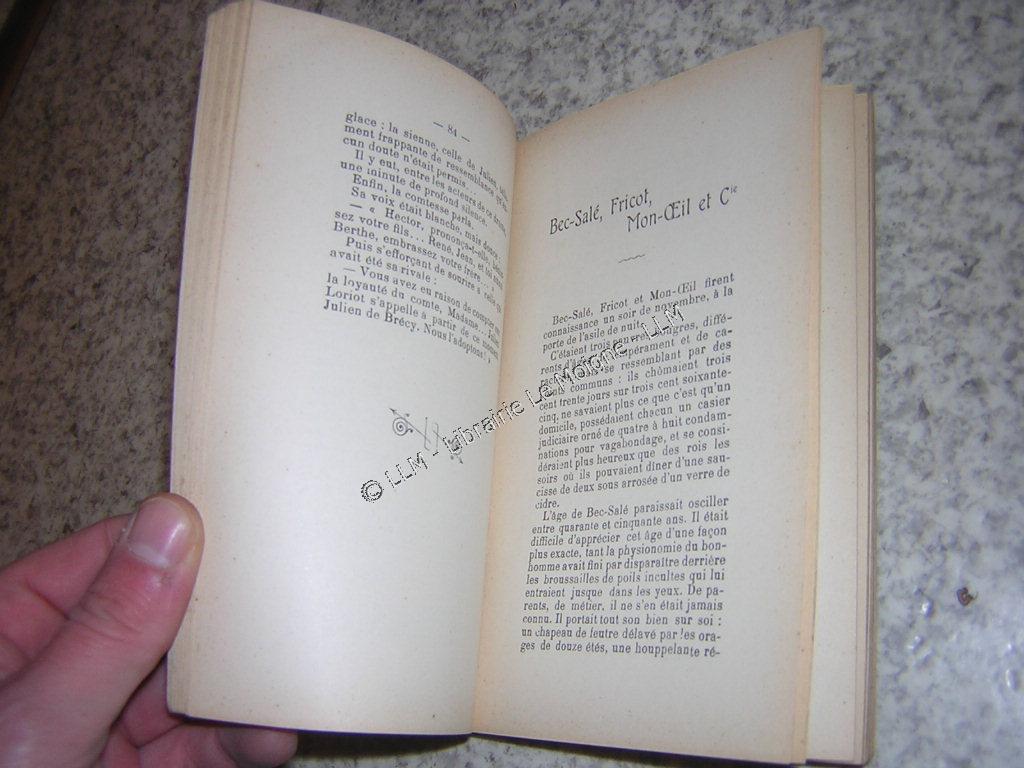 — 84 —
glace : la sienne, celle de Julien,
ment frappante de ressemblance
cun doute n'était permis.
Il y eut, entre les acteurs de ce drame,
une minute de profond silence.
Enfin, la comtesse parla.
Sa voix était blanche, mais douce :
— « Hector, prononça-t-elle,
sez votre fils... René, Jean, et toi aussi
Berthe, embrassez votre frère... »
Puis s'efforçant de sourire à celle qui
avait été sa rivale :
— Vous avez eu raison de compter sur
la loyauté du comte, Madame... Julien
Loriot s'appelle à partir de ce moment
Julien de Brécy. Nous l'adoptons! »
Bec-Salé, Fricot,
Mon-Œil et Cie
Bec-Salé, Fricot et Mon-Œil firent
connaissance un soir de novembre, à la
porte de l'asile de nuit.
C'étaient trois pauvres bougres, diffé-
rents d'âge, de tempérament et de ca-
ractère, mais se ressemblant par des
points communs : ils chômaient trois
cent trente jours sur trois cent soixante-
cinq, ne savaient plus ce que c'est qu'un
domicile, possédaient chacun un casier
judiciaire orné de quatre à huit condam-
nations pour vagabondage, et se consi-
déraient plus heureux que des rois les
soirs où ils pouvaient dîner d'une sau-
cisse de deux sous arrosée d'un verre de
cidre.
L'âge de Bec-Salé paraissait osciller
entre quarante et cinquante ans. Il était
difficile d'apprécier cet âge d'une façon
plus exacte, tant la physionomie du bon-
homme avait fini par disparaître derrière
les broussailles de poils incultes qui lui
entraient jusque dans les yeux. De pa-
rents, de métier, il ne s'en était jamais
connu. Il portait tout son bien sur soi :
un chapeau de feutre délavé par les ora-
ges de douze étés, une houppelante ré-
© LLM - Librairie Le Moigne - LLM